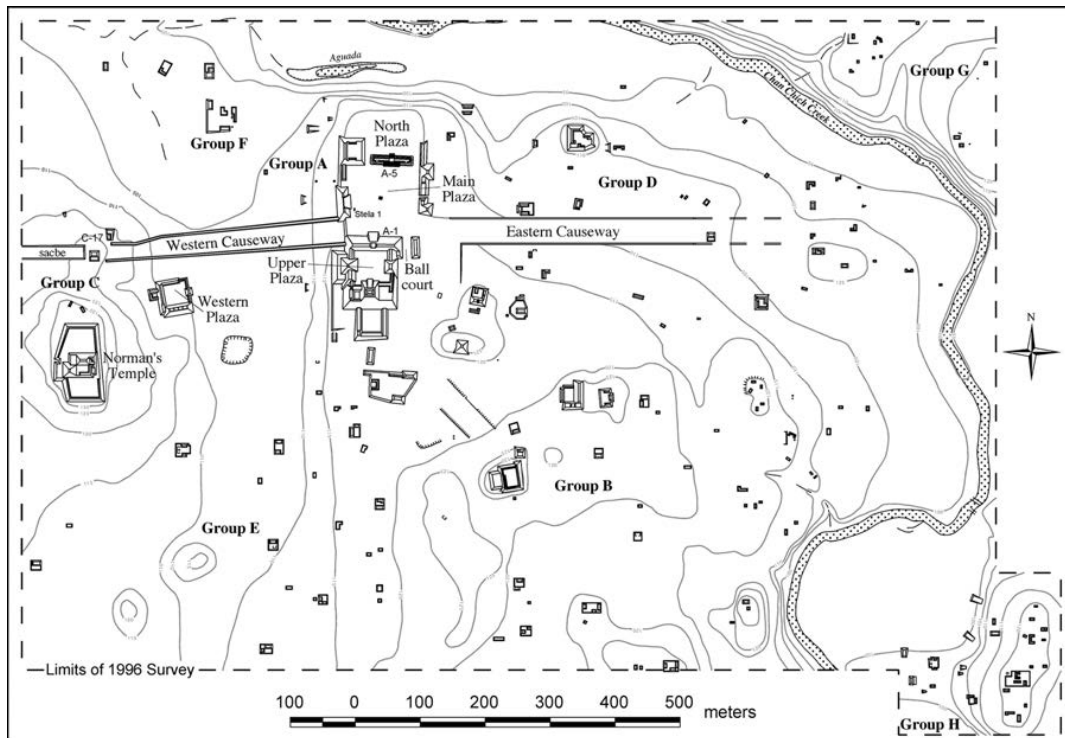 Aguada
Chan Chich Creek
Group G
Group F
North
Plaza
Group A
A-5
Main
Plaza
Group D
Stela 1
C-17
Western Causeway
A-1
Eastern Causeway
sacbe
Upper
Plaza
Ball
court
Group C
Western
Plaza
N
Norman's
Temple
Group B
Group E
Limits of 1996 Survey
100 0 100 200 300 400 500 meters
Group H